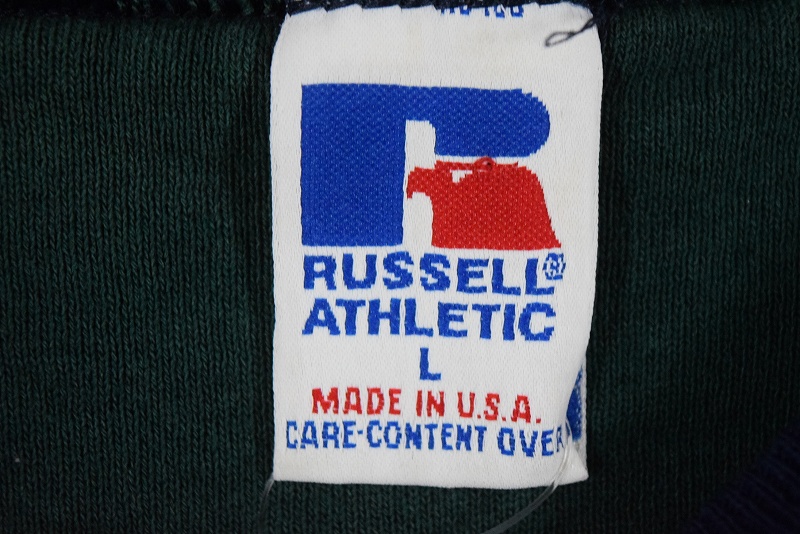 RUSSELL®
ATHLETIC
L
MADE IN U.S.A.
CARE-CONTENT OVER